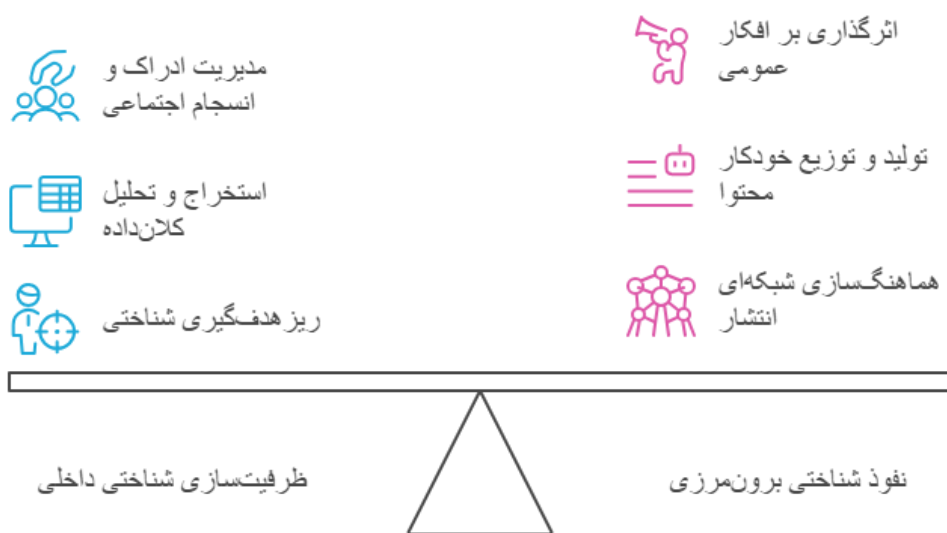 اثرگذاری بر افکار
عمومی
تولید و توزیع خودکار
محتوا
هماهنگ‌سازی شبکه‌ای
انتشار
نفوذ شناختی برون‌مرزی
مدیریت ادراک و
انسجام اجتماعی
استخراج و تحلیل
کلان‌داده
ریزهدف‌گیری شناختی
ظرفیت‌سازی شناختی داخلی